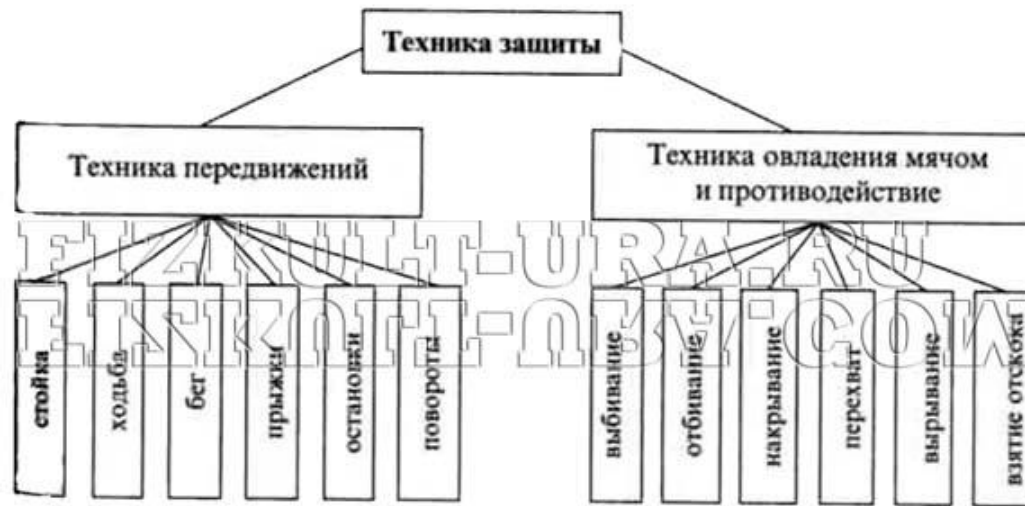 Техника защиты
Техника передвижений
Техника овладения мячом
и противодействие
FIZKULT-URA.RU
стойка
ходьба
бег
прыжки
остановки
повороты
выбивание
отбивание
накрывание
перехват
вырывание
взятие отскока